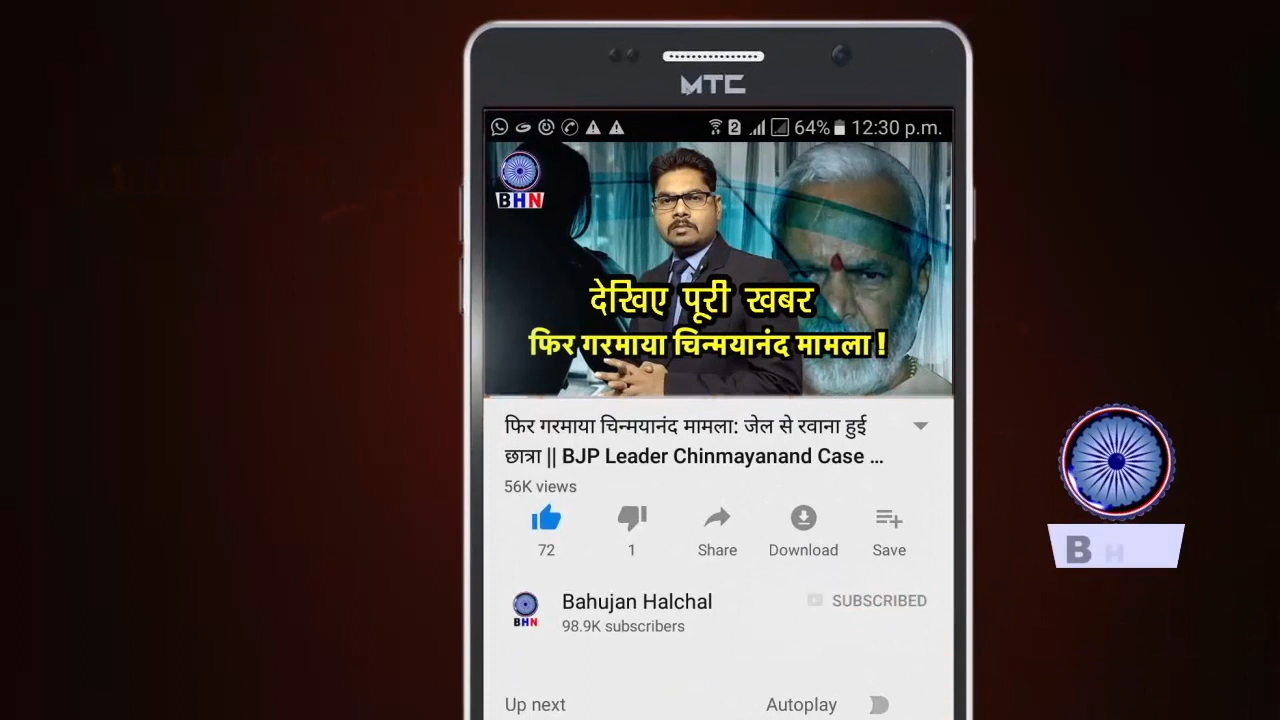 MTC
2 64% 12:30 p.m.
BHN
देखिए पूरी खबर
फिर गरमाया चिन्मयानंद मामला !
फिर गरमाया चिन्मयानंद मामला: जेल से रवाना हुई
छात्रा || BJP Leader Chinmayanand Case ...
56K views
72 1 Share Download Save
Bahujan Halchal SUBSCRIBED
BHN
98.9K subscribers
Up next Autoplay
B H